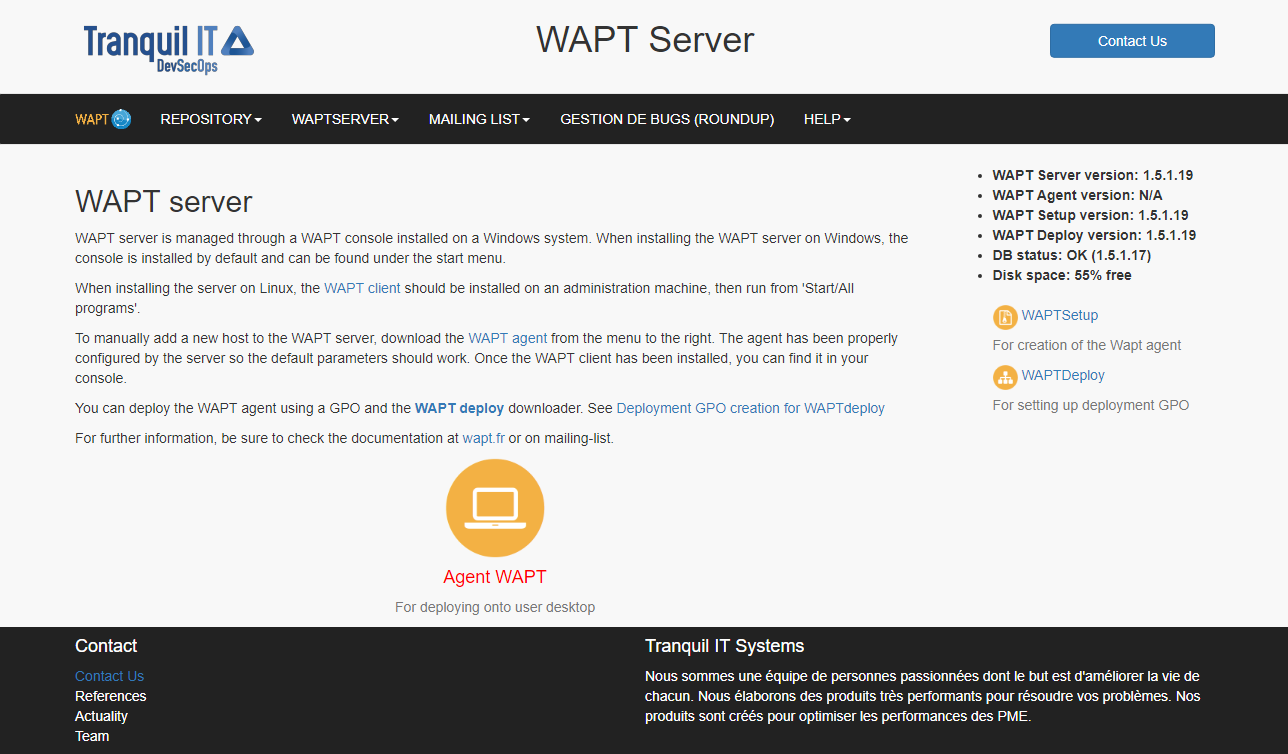 Tranquil IT
DevSecOps
WAPT Server
Contact Us
WAPT
REPOSITORY
WAPTSERVER
MAILING LIST
GESTION DE BUGS (ROUNDUP)
HELP
WAPT server
WAPT server is managed through a WAPT console installed on a Windows system. When installing the WAPT server on Windows, the
console is installed by default and can be found under the start menu.
When installing the server on Linux, the WAPT client should be installed on an administration machine, then run from 'Start/All
programs'.
To manually add a new host to the WAPT server, download the WAPT agent from the menu to the right. The agent has been properly
configured by the server so the default parameters should work. Once the WAPT client has been installed, you can find it in your
console.
You can deploy the WAPT agent using a GPO and the WAPT deploy downloader. See Deployment GPO creation for WAPTdeploy
For further information, be sure to check the documentation at wapt.fr or on mailing-list.
Agent WAPT
For deploying onto user desktop
WAPT Server version: 1.5.1.19
WAPT Agent version: N/A
WAPT Setup version: 1.5.1.19
WAPT Deploy version: 1.5.1.19
DB status: OK (1.5.1.17)
Disk space: 55% free
WAPTSetup
For creation of the Wapt agent
WAPTDeploy
For setting up deployment GPO
Contact
Contact Us
References
Actuality
Team
Tranquil IT Systems
Nous sommes une équipe de personnes passionnées dont le but est d'améliorer la vie de
chacun. Nous élaborons des produits très performants pour résoudre vos problèmes. Nos
produits sont créés pour optimiser les performances des PME.